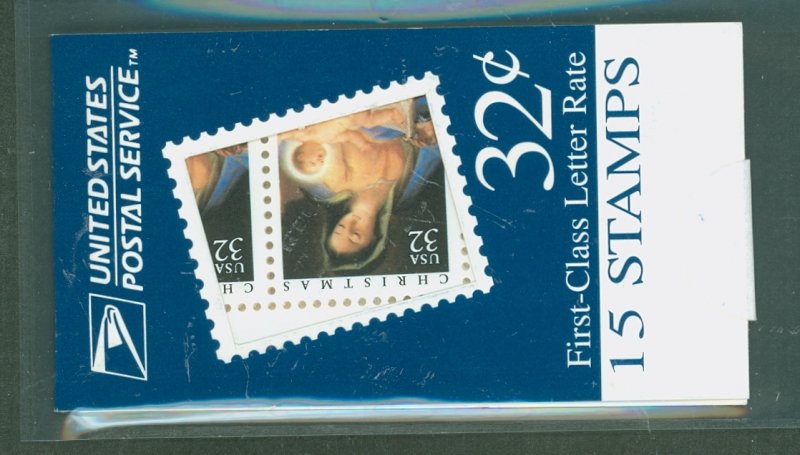 UNITED STATES
POSTAL SERVICE™
32¢
First-Class Letter Rate
15 STAMPS
CHRISTMAS
USA
32
CH
USA
32